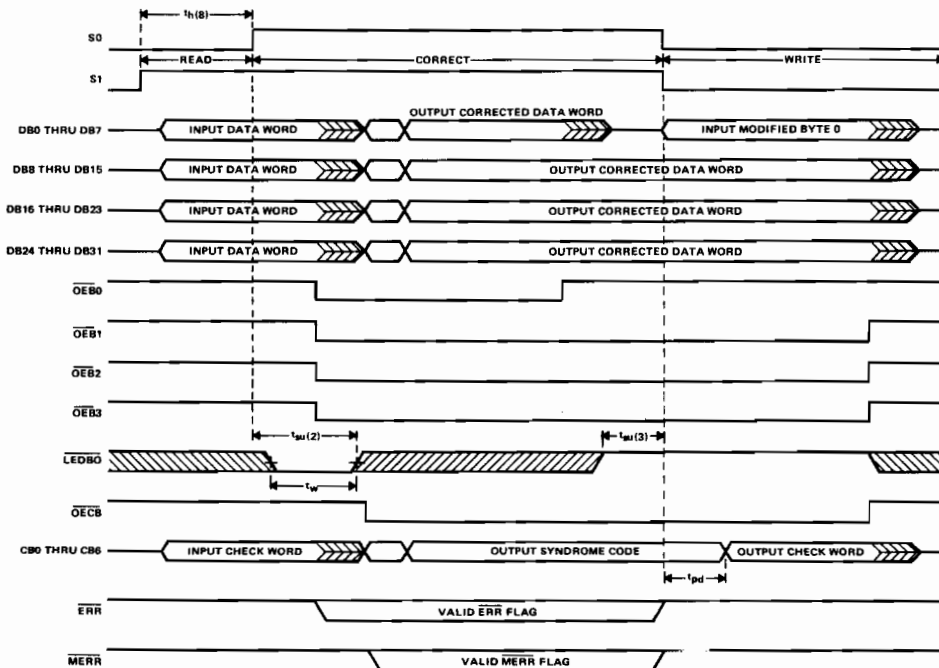 th(8)
S0
READ CORRECT WRITE
S1
OUTPUT CORRECTED DATA WORD
DB0 THRU DB7 INPUT DATA WORD INPUT MODIFIED BYTE 0
DB8 THRU DB15 INPUT DATA WORD OUTPUT CORRECTED DATA WORD
DB16 THRU DB23 INPUT DATA WORD OUTPUT CORRECTED DATA WORD
DB24 THRU DB31 INPUT DATA WORD OUTPUT CORRECTED DATA WORD
OEB0
OEB1
OEB2
OEB3
tsu(2) tsu(3)
LEDBO
tw
OECB
CB0 THRU CB6 INPUT CHECK WORD OUTPUT SYNDROME CODE OUTPUT CHECK WORD
tpd
ERR VALID ERR FLAG
MERR VALID MERR FLAG